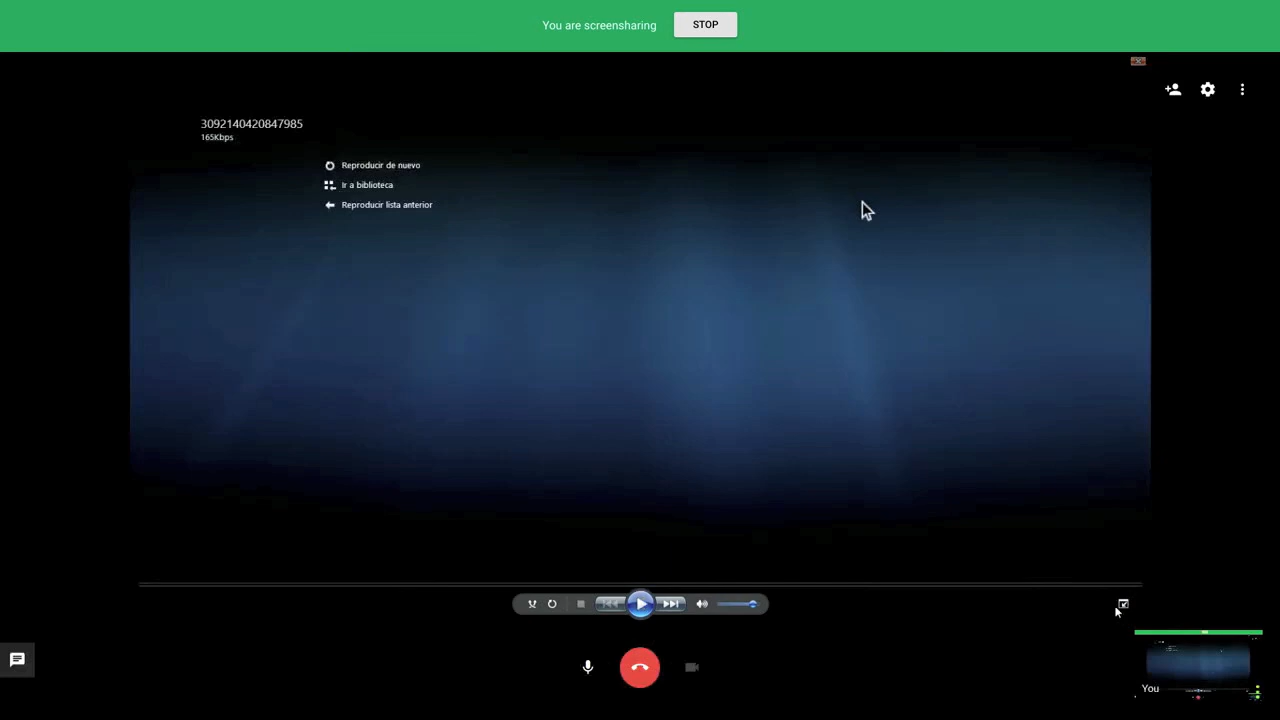 You are screensharing STOP
3092140420847985
165Kbps
Reproducir de nuevo
Ir a biblioteca
Reproducir lista anterior
You